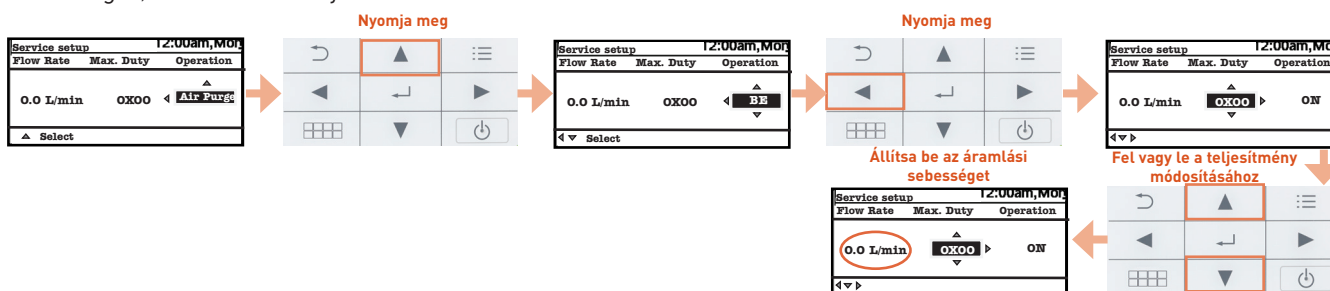 Nyomja meg
Nyomja meg
Service setup 12:00am,Mon
Flow Rate Max. Duty Operation
0.0 L/min 0X00 Air Purge
Select
Service setup 12:00am,Mon
Flow Rate Max. Duty Operation
0.0 L/min 0X00 BE
Select
Service setup 12:00am,Mo
Flow Rate Max. Duty Operation
0.0 L/min 0X00 ON
Állítsa be az áramlási
sebességet
Fel vagy le a teljesítmény
módosításához
Service setup 12:00am,Mon
Flow Rate Max. Duty Operation
0.0 L/min 0X00 ON